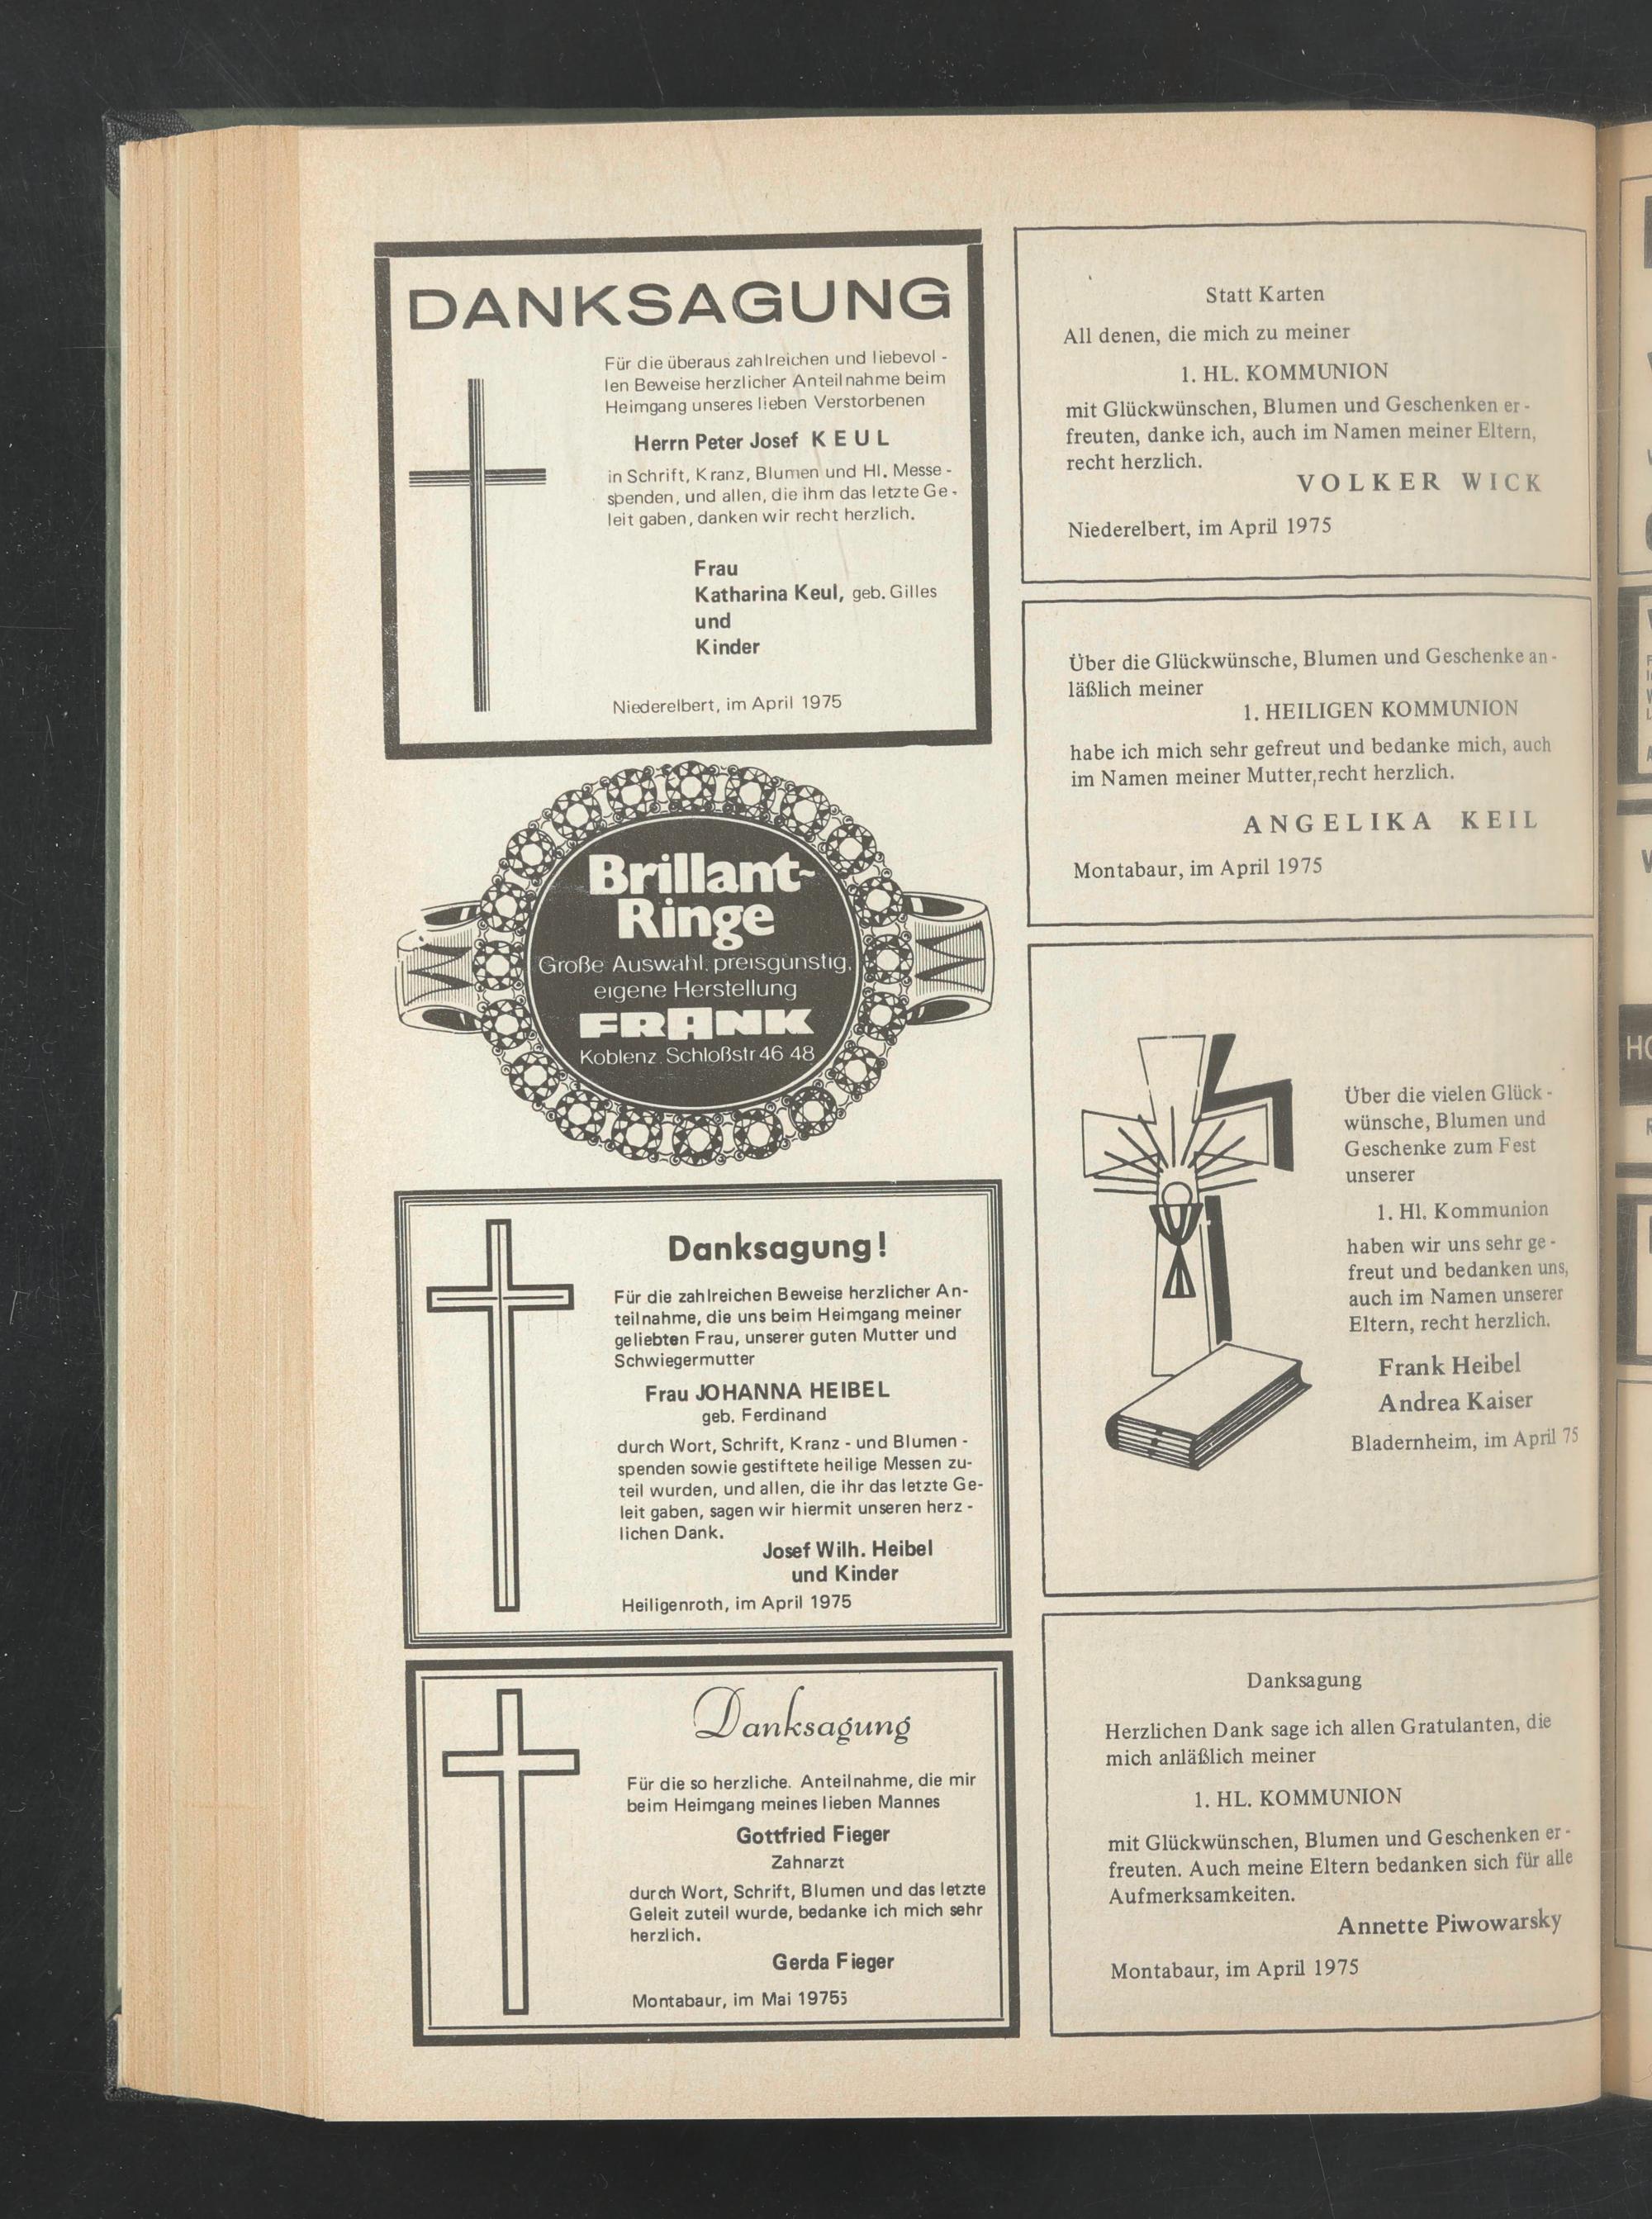 DANKSAGUNG
Für die überaus zahlreichen und liebevol-
len Beweise herzlicher Anteilnahme beim
Heimgang unseres lieben Verstorbenen
Herrn Peter Josef KEUL
in Schrift, Kranz, Blumen und Hl. Messe-
spenden, und allen, die ihm das letzte Ge-
leit gaben, danken wir recht herzlich.
Frau
Katharina Keul, geb. Gilles
und
Kinder
Niederelbert, im April 1975
Brillant-
Ringe
Große Auswahl, preisgünstig,
eigene Herstellung
FRANK
Koblenz. Schloßstr 46 48
Danksagung!
Für die zahlreichen Beweise herzlicher An-
teilnahme, die uns beim Heimgang meiner
geliebten Frau, unserer guten Mutter und
Schwiegermutter
Frau JOHANNA HEIBEL
geb. Ferdinand
durch Wort, Schrift, Kranz - und Blumen -
spenden sowie gestiftete heilige Messen zu-
teil wurden, und allen, die ihr das letzte Ge-
leit gaben, sagen wir hiermit unseren herz -
lichen Dank.
Josef Wilh. Heibel
und Kinder
Heiligenroth, im April 1975
Danksagung
Für die so herzliche. Anteilnahme, die mir
beim Heimgang meines lieben Mannes
Gottfried Fieger
Zahnarzt
durch Wort, Schrift, Blumen und das letzte
Geleit zuteil wurde, bedanke ich mich sehr
herzlich.
Gerda Fieger
Montabaur, im Mai 19755
Statt Karten
All denen, die mich zu meiner
1. HL. KOMMUNION
mit Glückwünschen, Blumen und Geschenken er-
freuten, danke ich, auch im Namen meiner Eltern,
recht herzlich.
VOLKER WICK
Niederelbert, im April 1975
Über die Glückwünsche, Blumen und Geschenke an-
läßlich meiner
1. HEILIGEN KOMMUNION
habe ich mich sehr gefreut und bedanke mich, auch
im Namen meiner Mutter,recht herzlich.
ANGELIKA KEIL
Montabaur, im April 1975
Über die vielen Glück-
wünsche, Blumen und
Geschenke zum Fest
unserer
1. Hl. Kommunion
haben wir uns sehr ge-
freut und bedanken uns,
auch im Namen unserer
Eltern, recht herzlich.
Frank Heibel
Andrea Kaiser
Bladernheim, im April 75
Danksagung
Herzlichen Dank sage ich allen Gratulanten, die
mich anläßlich meiner
1. HL. KOMMUNION
mit Glückwünschen, Blumen und Geschenken er-
freuten. Auch meine Eltern bedanken sich für alle
Aufmerksamkeiten.
Annette Piwowarsky
Montabaur, im April 1975